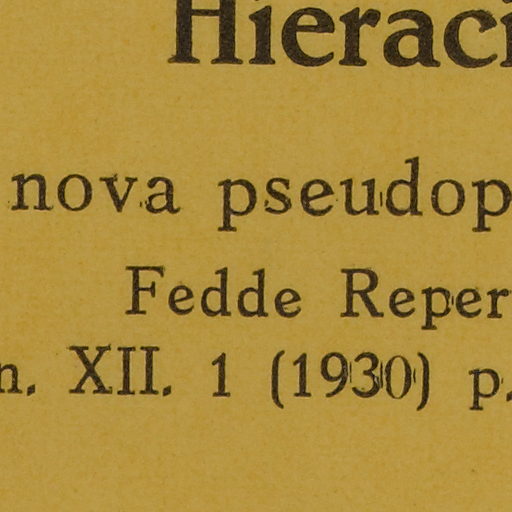 Hieraci
nova pseudop
Fedde Reper
n. XII. 1 (1930) p.